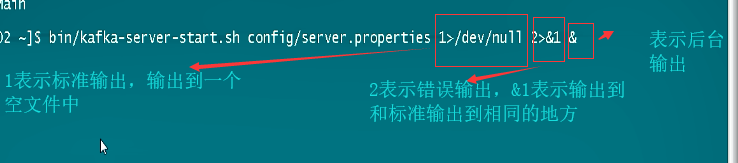 Main
02 ~]$ bin/kafka-server-start.sh config/server.properties 1>/dev/null 2>&1 &
1表示标准输出，输出到一个
空文件中
2表示错误输出，&1表示输出到
和标准输出到相同的地方
表示后台
输出